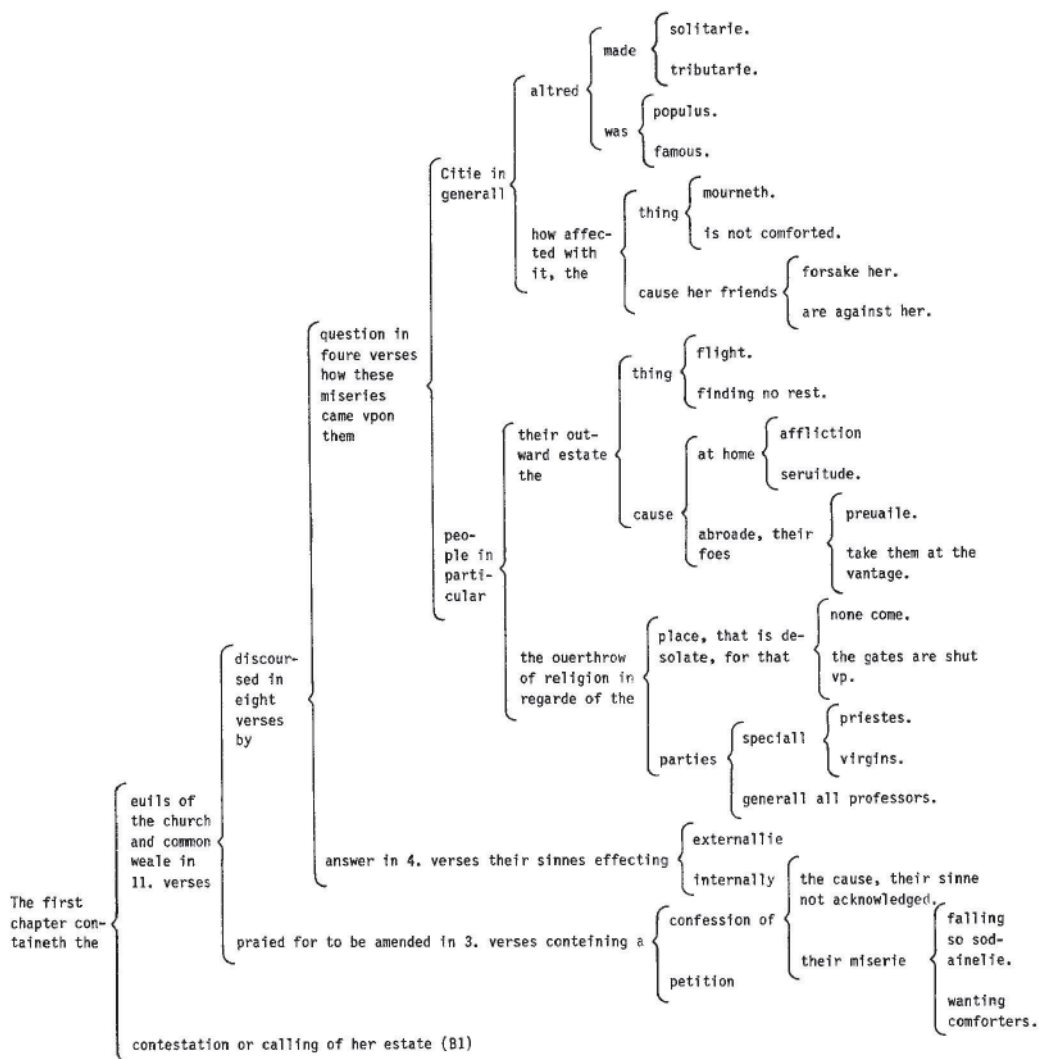 The first
chapter con-
taineth the
euils of
the church
and common
weale in
11. verses
discour-
sed in
eight
verses
by
question in
foure verses
how these
miseries
came vpon
them
Citie in
generall
altred
made
solitarie.
tributarie.
was
populus.
famous.
how affec-
ted with
it, the
thing
mourneth.
is not comforted.
cause her friends
forsake her.
are against her.
peo-
ple in
parti-
cular
their out-
ward estate
the
thing
flight.
finding no rest.
cause
at home
affliction
seruitude.
abroade, their
foes
preuaile.
take them at the
vantage.
the ouerthrow
of religion in
regarde of the
place, that is de-
solate, for that
none come.
the gates are shut
vp.
parties
speciall
priestes.
virgins.
generall all professors.
answer in 4. verses their sinnes effecting
externallie
internally
praied for to be amended in 3. verses conteining a
confession of
the cause, their sinne
not acknowledged.
their miserie
falling
so sod-
ainelie.
wanting
comforters.
petition
contestation or calling of her estate (B1)